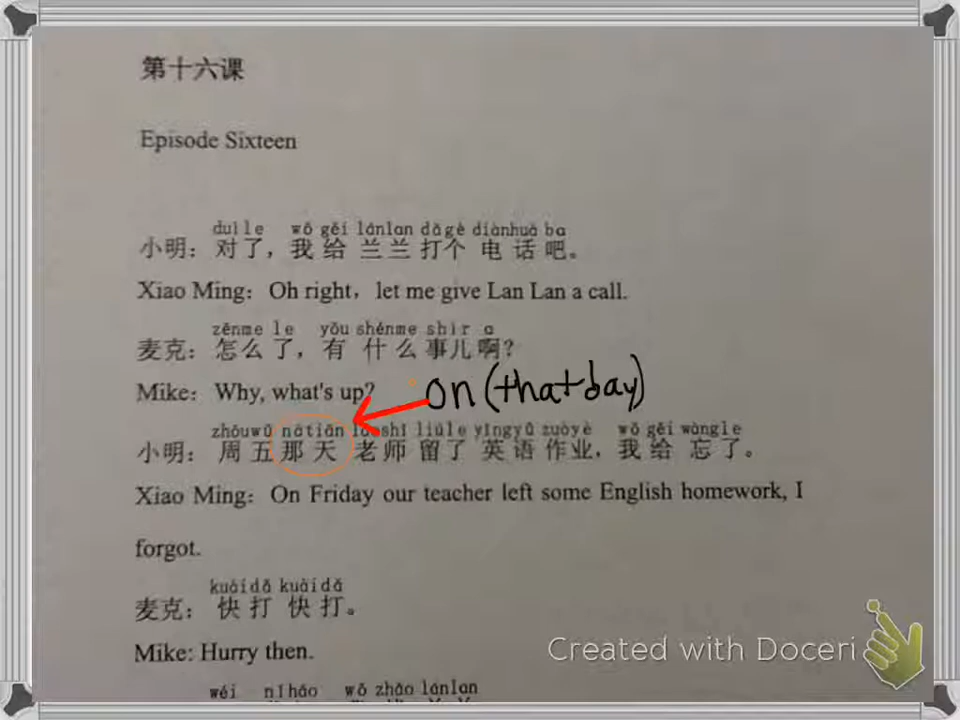 第十六课
Episode Sixteen
duì le wǒ gěi lánlan dǎgè diànhuà ba
小明：对了，我给兰兰打个电话吧。
Xiao Ming: Oh right, let me give Lan Lan a call.
zěnme le yǒu shénme shìr a
麦克：怎么了，有什么事儿啊？
Mike: Why, what's up?
on (that day)
zhōuwǔ nàtiān lǎoshī liúle yīngyǔ zuòyè wǒ gěi wàngle
小明：周五那天老师留了英语作业，我给忘了。
Xiao Ming: On Friday our teacher left some English homework, I
forgot.
kuàidǎ kuàidǎ
麦克：快打快打。
Mike: Hurry then.
wéi nǐhǎo wǒ zhǎo lánlan
Created with Doceri